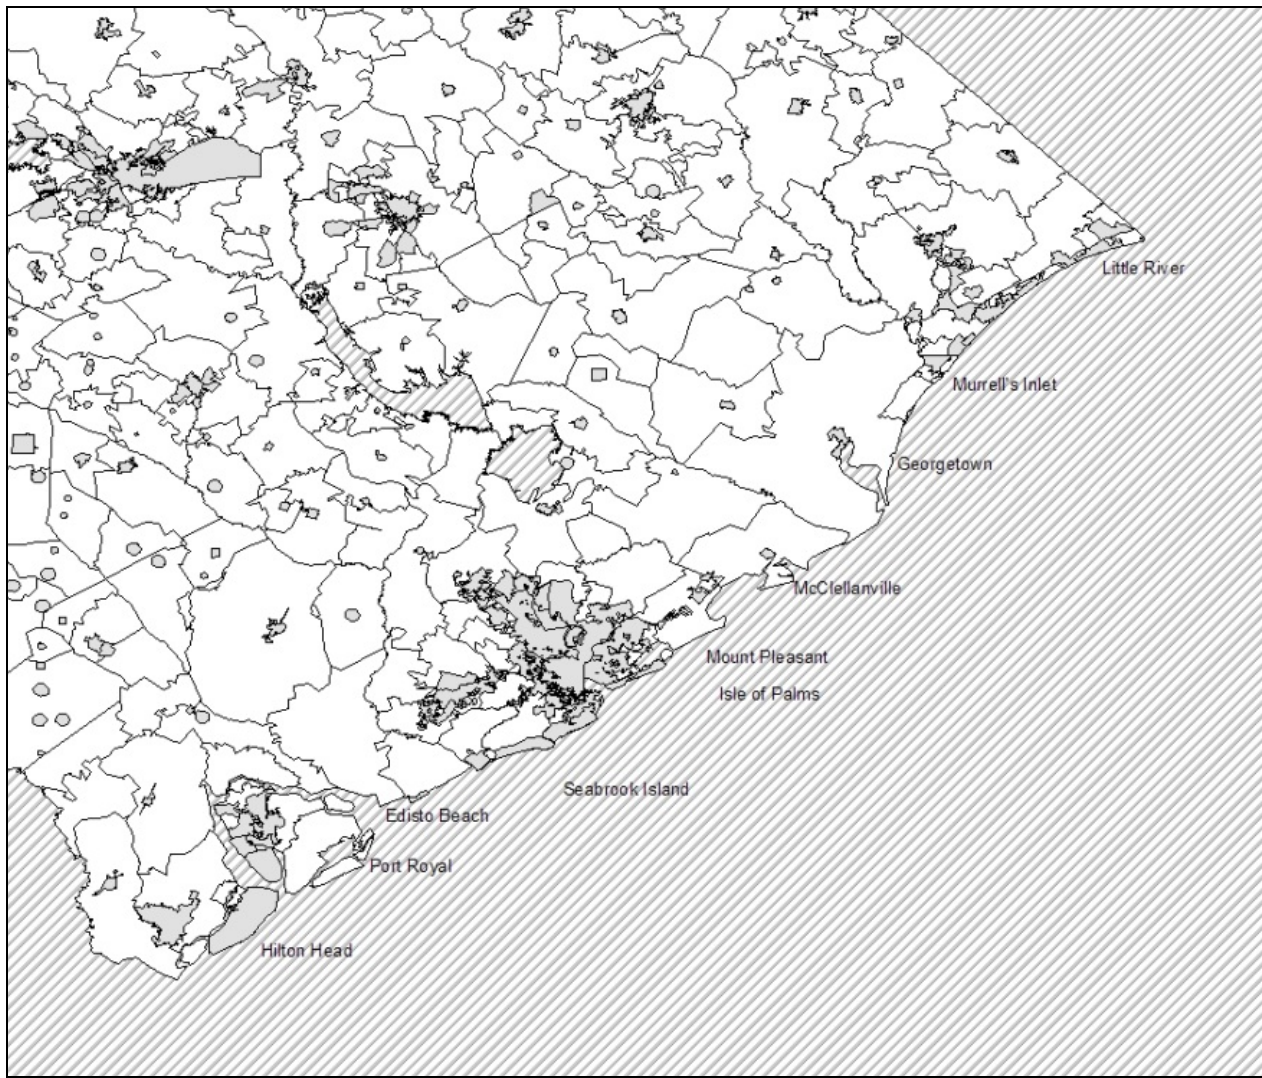 Little River
Murrell's Inlet
Georgetown
McClellanville
Mount Pleasant
Isle of Palms
Seabrook Island
Edisto Beach
Port Royal
Hilton Head